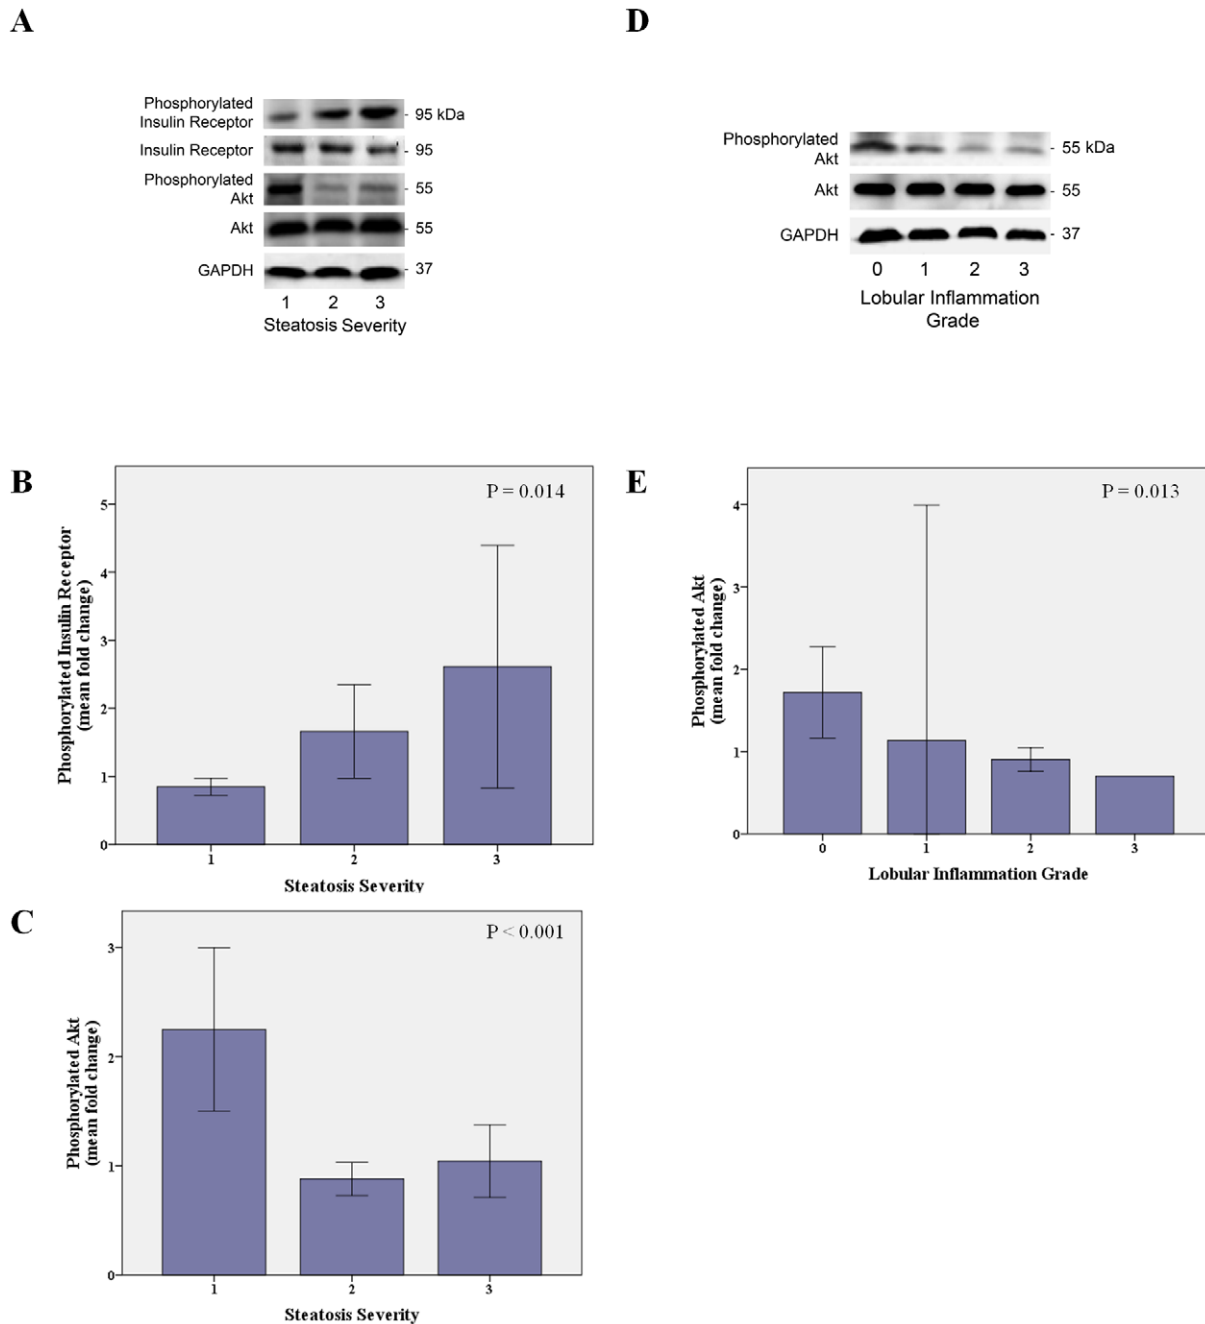 A
Phosphorylated
Insulin Receptor
95 kDa
Insulin Receptor
95
Phosphorylated
Akt
55
Akt
55
GAPDH
37
1 2 3
Steatosis Severity
D
Phosphorylated
Akt
55 kDa
Akt
55
GAPDH
37
0 1 2 3
Lobular Inflammation
Grade
B
P = 0.014
Phosphorylated Insulin Receptor
(mean fold change)
5
4
3
2
1
0
1 2 3
Steatosis Severity
E
P = 0.013
Phosphorylated Akt
(mean fold change)
4
3
2
1
0
0 1 2 3
Lobular Inflammation Grade
C
P < 0.001
Phosphorylated Akt
(mean fold change)
3
2
1
0
1 2 3
Steatosis Severity